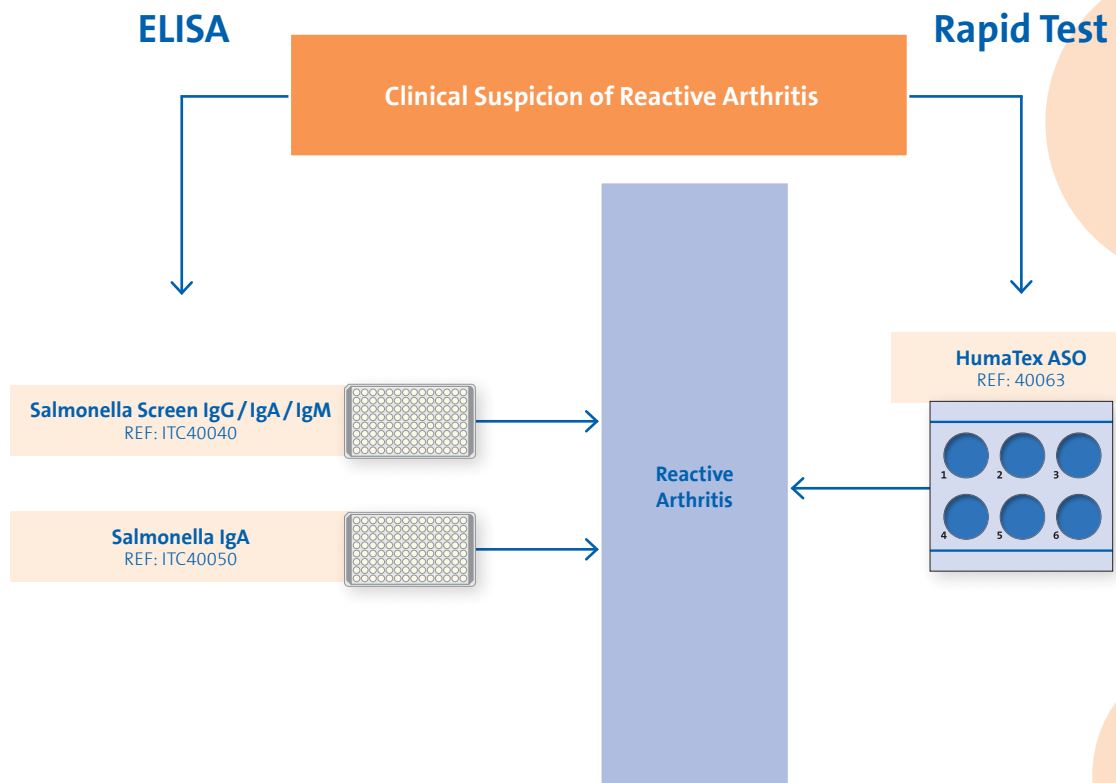 ELISA
Rapid Test
Clinical Suspicion of Reactive Arthritis
HumaTex ASO
REF: 40063
Salmonella Screen IgG / IgA / IgM
REF: ITC40040
Reactive
Arthritis
1 2 3
4 5 6
Salmonella IgA
REF: ITC40050